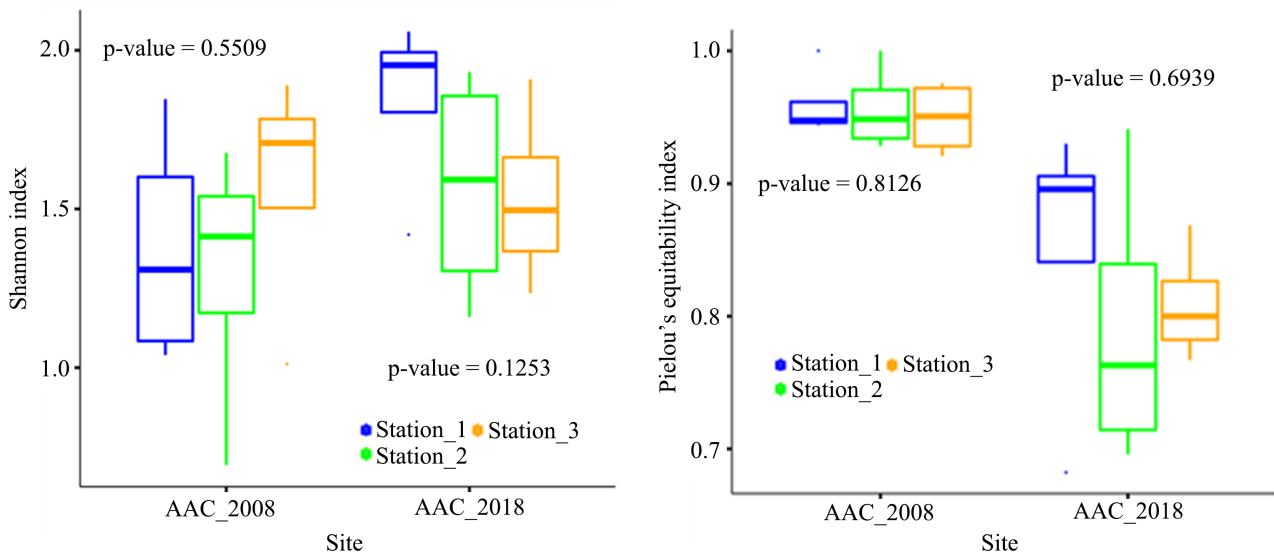 p-value = 0.5509
2.0
1.5
1.0
Shannon index
p-value = 0.1253
Station_1 Station_3
Station_2
AAC_2008 AAC_2018
Site
1.0
0.9
0.8
0.7
Pielou's equitability index
p-value = 0.6939
p-value = 0.8126
Station_1 Station_3
Station_2
AAC_2008 AAC_2018
Site